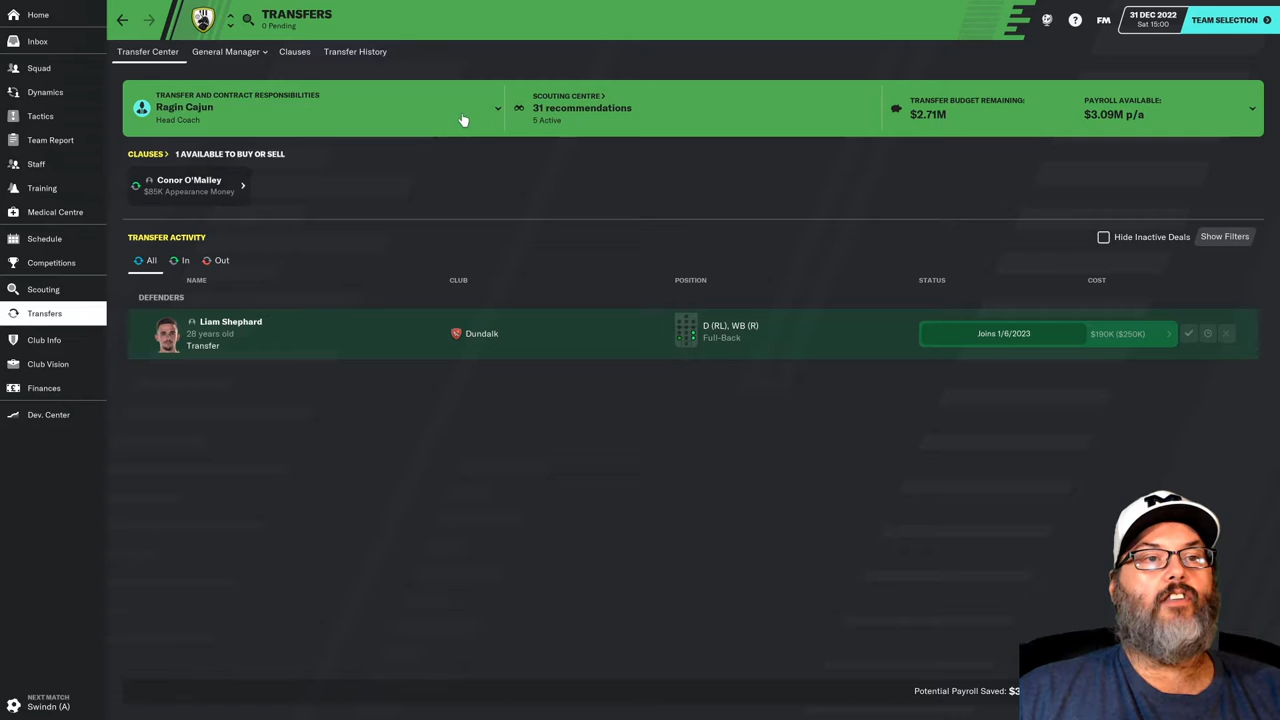 Home
Inbox
Squad
Dynamics
Tactics
Team Report
Staff
Training
Medical Centre
Schedule
Competitions
Scouting
Transfers
Club Info
Club Vision
Finances
Dev. Center
NEXT MATCH
Swindn (A)
TRANSFERS
0 Pending
FM
31 DEC 2022
Sat 15:00
TEAM SELECTION
Transfer Center
General Manager
Clauses
Transfer History
TRANSFER AND CONTRACT RESPONSIBILITIES
Ragin Cajun
Head Coach
SCOUTING CENTRE >
31 recommendations
5 Active
TRANSFER BUDGET REMAINING:
$2.71M
PAYROLL AVAILABLE:
$3.09M p/a
CLAUSES > 1 AVAILABLE TO BUY OR SELL
Conor O'Malley
$85K Appearance Money
TRANSFER ACTIVITY
Hide Inactive Deals
Show Filters
All
In
Out
NAME CLUB POSITION STATUS COST
DEFENDERS
Liam Shephard
28 years old
Transfer
Dundalk
D (RL), WB (R)
Full-Back
Joins 1/6/2023
$190K ($250K)
Potential Payroll Saved: